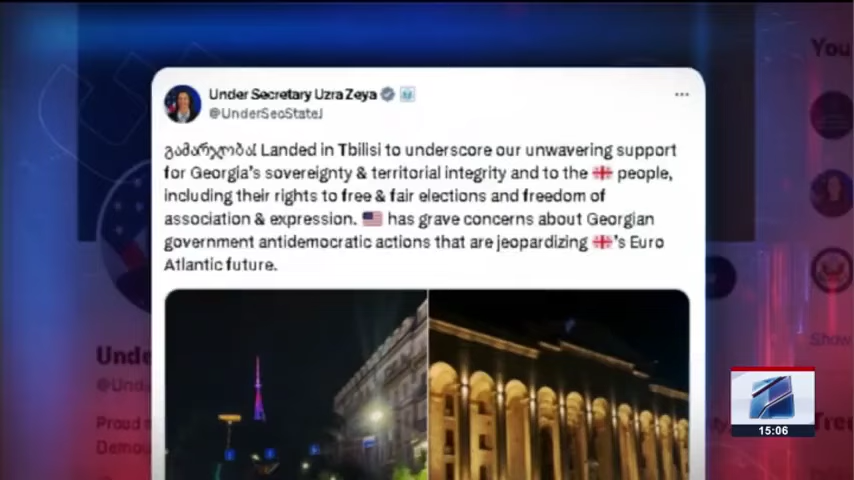 Under Secretary Uzra Zeya
@UnderSecStateJ
გამარჯობა! Landed in Tbilisi to underscore our unwavering support
for Georgia's sovereignty & territorial integrity and to the 🇬🇪 people,
including their rights to free & fair elections and freedom of
association & expression. 🇺🇸 has grave concerns about Georgian
government antidemocratic actions that are jeopardizing 🇬🇪's Euro
Atlantic future.
You
Show
15:06